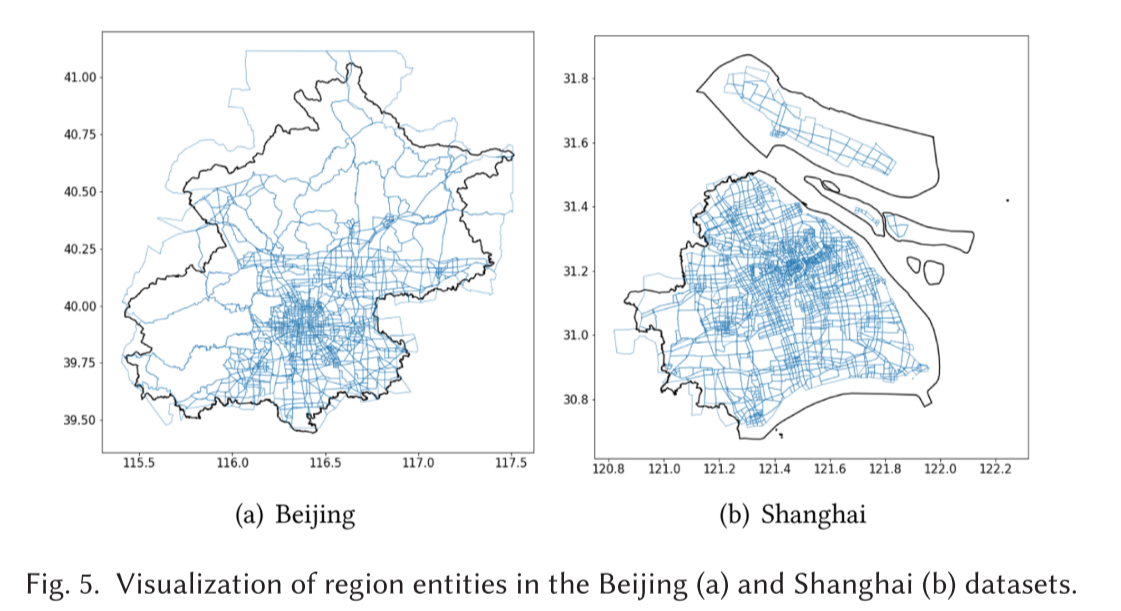 41.00
40.75
40.50
40.25
40.00
39.75
39.50
115.5 116.0 116.5 117.0 117.5
(a) Beijing
31.8
31.6
31.4
31.2
31.0
30.8
120.8 121.0 121.2 121.4 121.6 121.8 122.0 122.2
(b) Shanghai
Fig. 5. Visualization of region entities in the Beijing (a) and Shanghai (b) datasets.